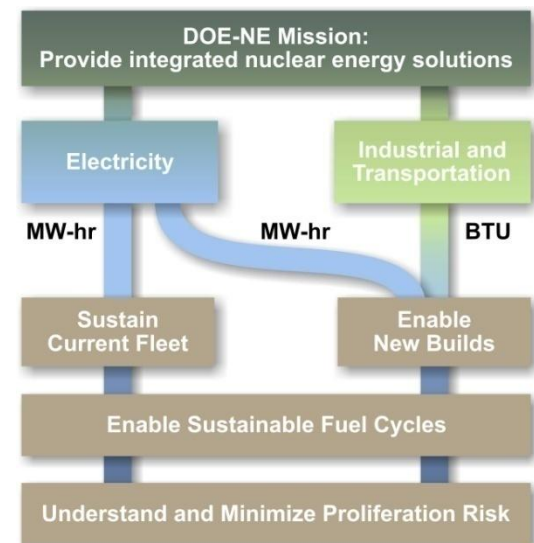 DOE-NE Mission:
Provide integrated nuclear energy solutions
Electricity
Industrial and
Transportation
MW-hr
MW-hr
BTU
Sustain
Current Fleet
Enable
New Builds
Enable Sustainable Fuel Cycles
Understand and Minimize Proliferation Risk